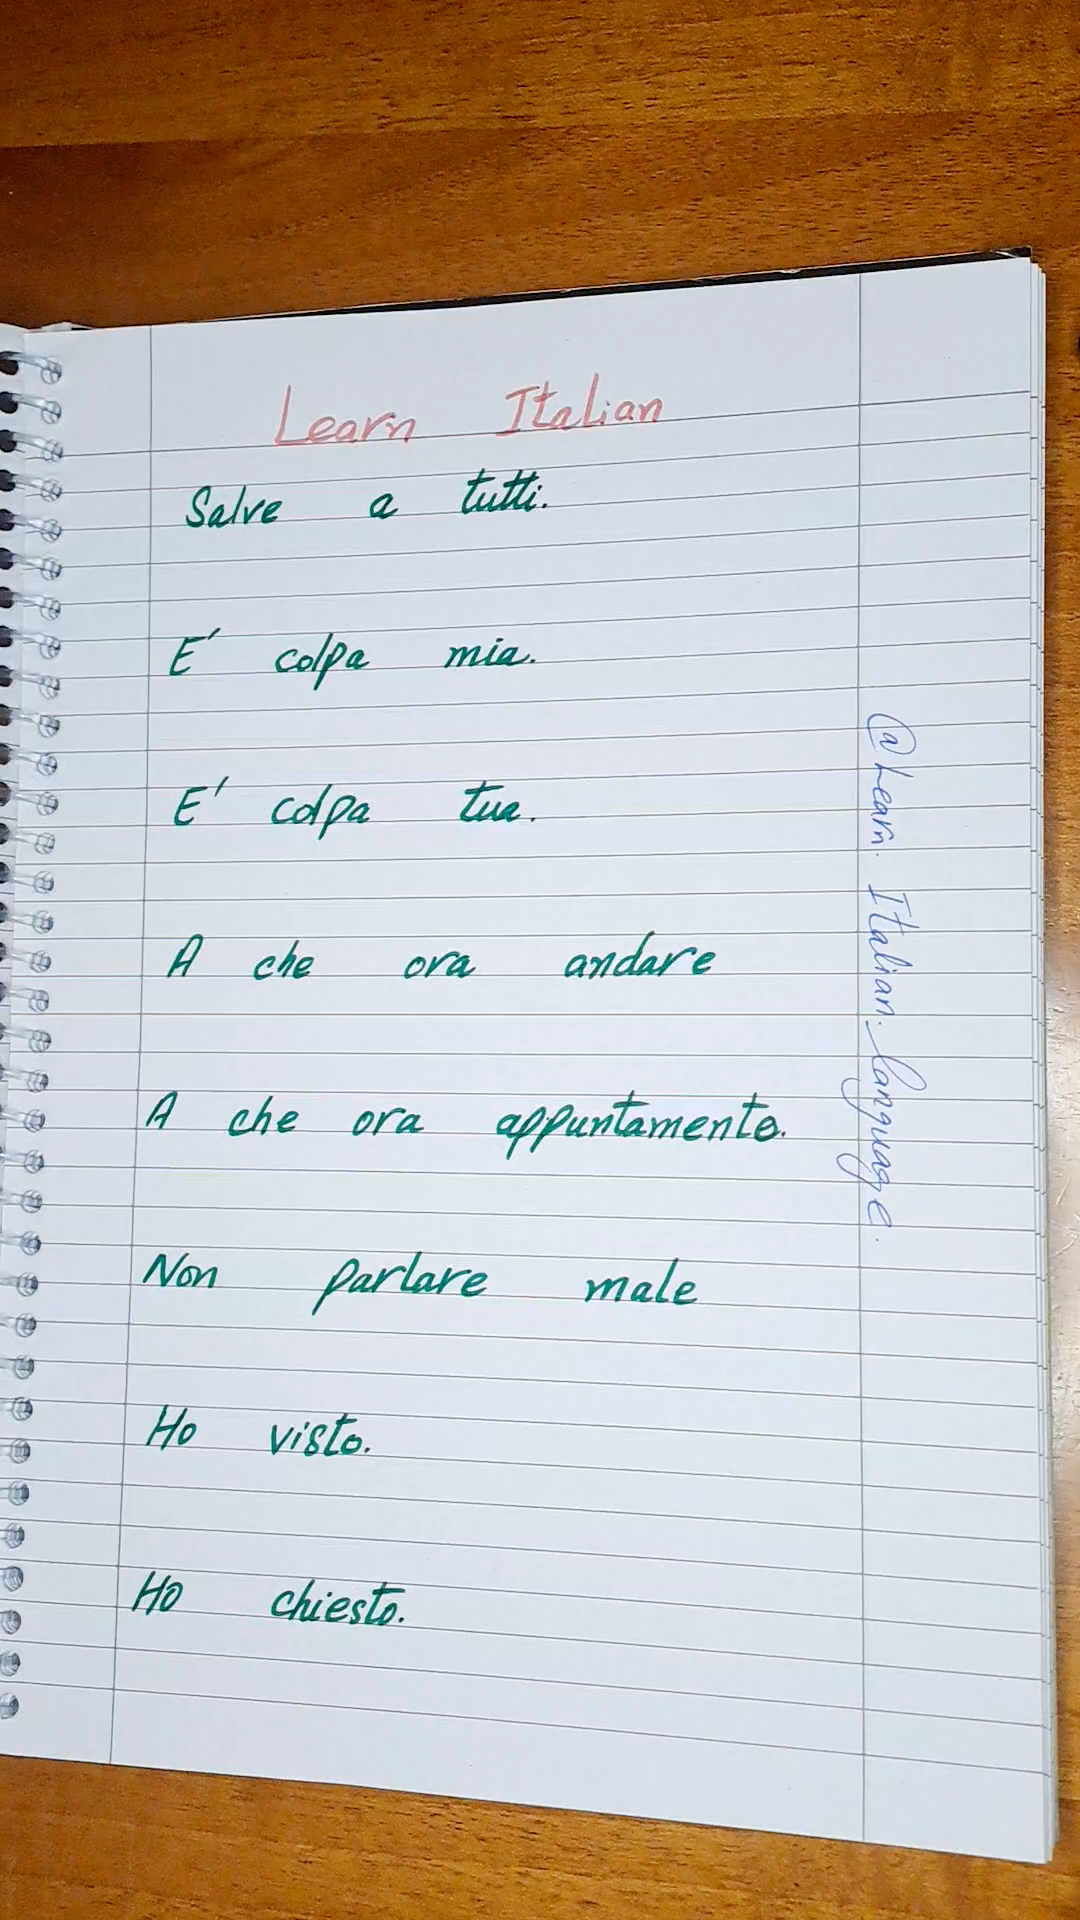 Learn Italian
Salve a tutti.
E' colpa mia.
E' colpa tua.
A che ora andare
A che ora appuntamento.
Non parlare male
Ho visto.
Ho chiesto.
@Learn. Italian. language.